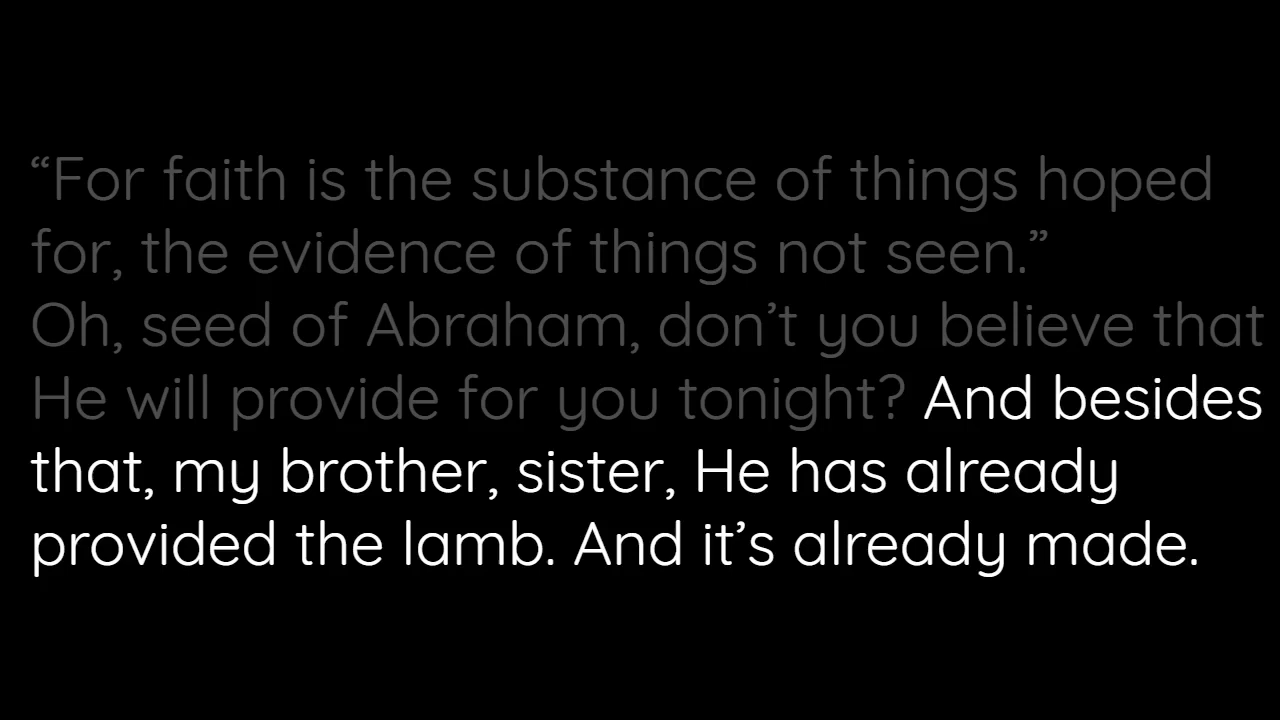 “For faith is the substance of things hoped
for, the evidence of things not seen.”
Oh, seed of Abraham, don’t you believe that
He will provide for you tonight? And besides
that, my brother, sister, He has already
provided the lamb. And it’s already made.